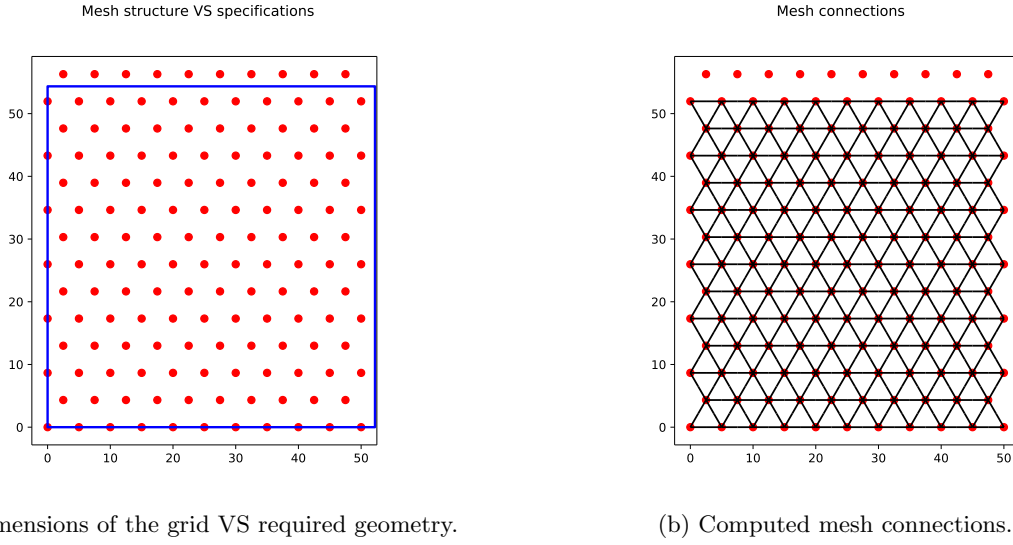 Mesh structure VS specifications
Mesh connections
50
40
30
20
10
0
0 10 20 30 40 50
50
40
30
20
10
0
0 10 20 30 40 50
mensions of the grid VS required geometry.
(b) Computed mesh connections.